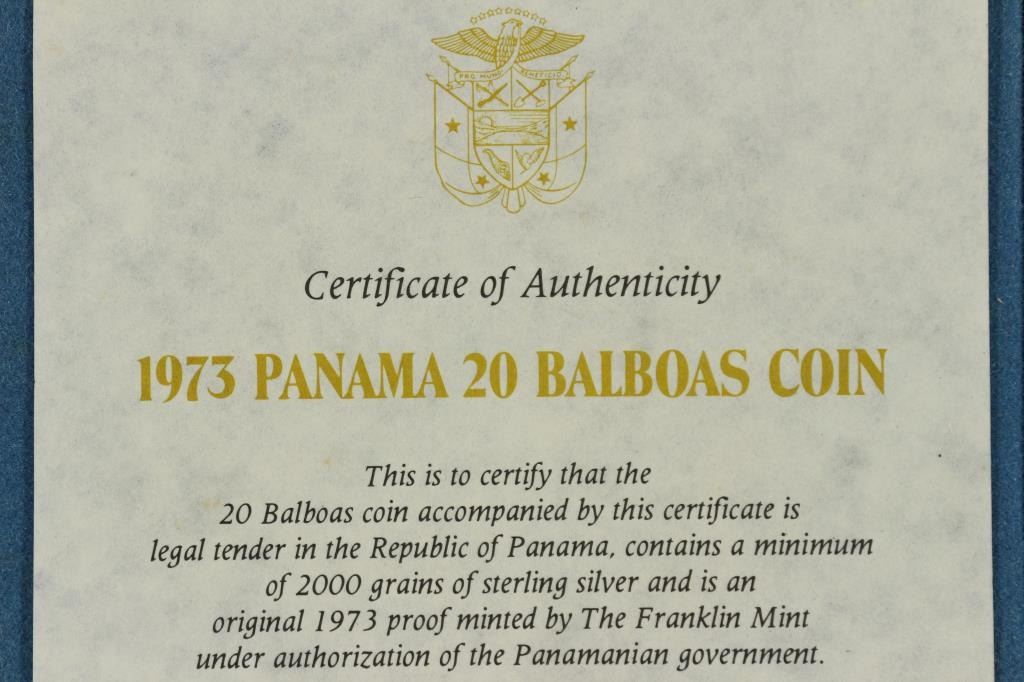 PRO MUNDI BENEFICIO
Certificate of Authenticity
1973 PANAMA 20 BALBOAS COIN
This is to certify that the
20 Balboas coin accompanied by this certificate is
legal tender in the Republic of Panama, contains a minimum
of 2000 grains of sterling silver and is an
original 1973 proof minted by The Franklin Mint
under authorization of the Panamanian government.